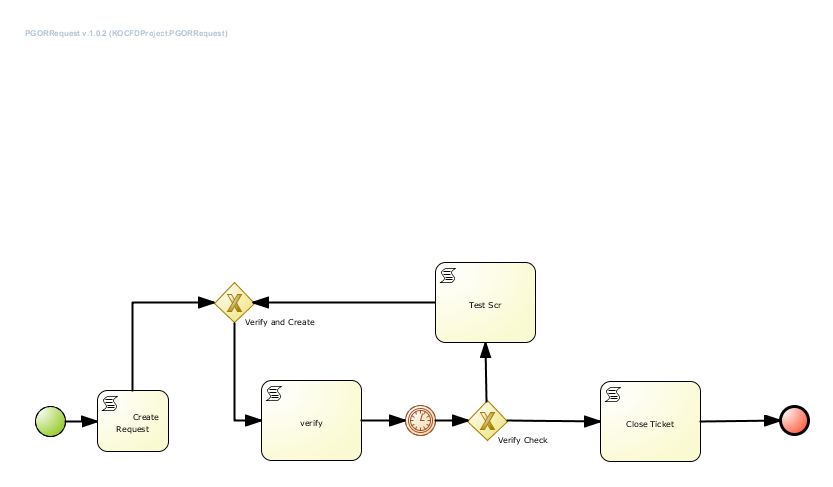 PGORRequest v.1.0.2 (KOCFDProject.PGORRequest)
Test Scr
Verify and Create
Create
Request
verify
Verify Check
Close Ticket